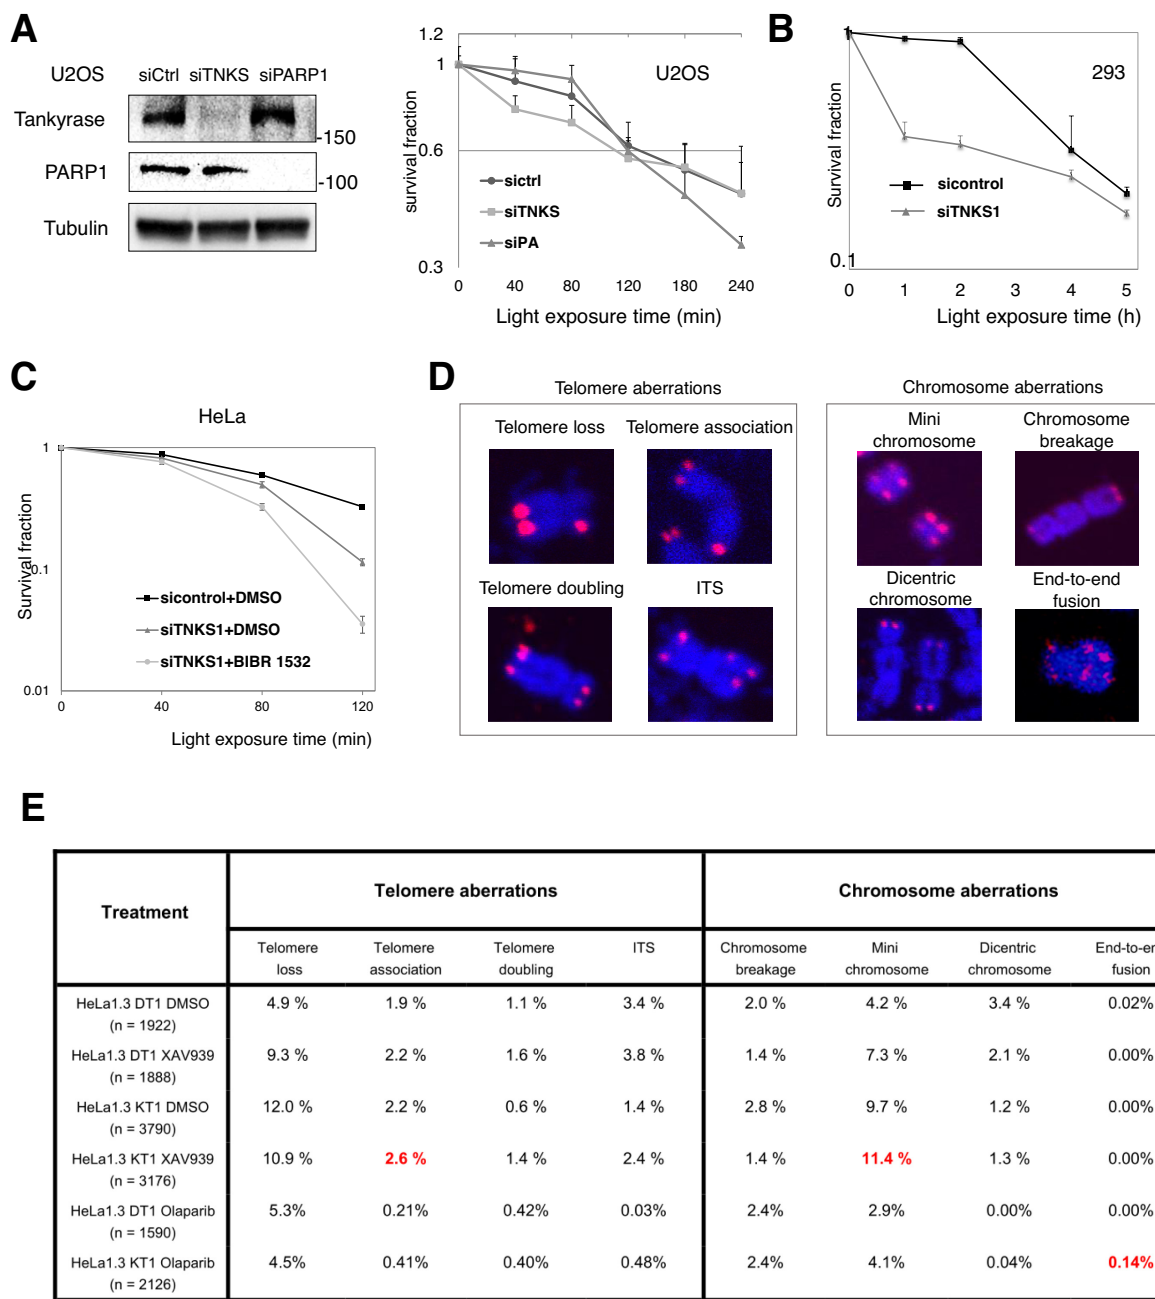 A
U2OS siCtrl siTNKS siPARP1
Tankyrase
-150
PARP1
-100
Tubulin
1.2
1
0.6
0.3
survival fraction
U2OS
sictrl
siTNKS
siPA
0 40 80 120 180 240
Light exposure time (min)
B
1
0.1
Survival fraction
293
sicontrol
siTNKS1
0 1 2 3 4 5
Light exposure time (h)
C
HeLa
1
0.1
0.01
Survival fraction
sicontrol+DMSO
siTNKS1+DMSO
siTNKS1+BIBR 1532
0 40 80 120
Light exposure time (min)
D
Telomere aberrations
Telomere loss Telomere association
Telomere doubling ITS
Chromosome aberrations
Mini chromosome
Chromosome breakage
Dicentric chromosome
End-to-end fusion
E
Treatment Telomere aberrations Chromosome aberrations
Telomere loss Telomere association Telomere doubling ITS Chromosome breakage Mini chromosome Dicentric chromosome End-to-en fusion
HeLa1.3 DT1 DMSO 4.9 % 1.9 % 1.1 % 3.4 % 2.0 % 4.2 % 3.4 % 0.02%
(n = 1922)
HeLa1.3 DT1 XAV939 9.3 % 2.2 % 1.6 % 3.8 % 1.4 % 7.3 % 2.1 % 0.00%
(n = 1888)
HeLa1.3 KT1 DMSO 12.0 % 2.2 % 0.6 % 1.4 % 2.8 % 9.7 % 1.2 % 0.00%
(n = 3790)
HeLa1.3 KT1 XAV939 10.9 % 2.6 % 1.4 % 2.4 % 1.4 % 11.4 % 1.3 % 0.00%
(n = 3176)
HeLa1.3 DT1 Olaparib 5.3% 0.21% 0.42% 0.03% 2.4% 2.9% 0.00% 0.00%
(n = 1590)
HeLa1.3 KT1 Olaparib 4.5% 0.41% 0.40% 0.48% 2.4% 4.1% 0.04% 0.14%
(n = 2126)